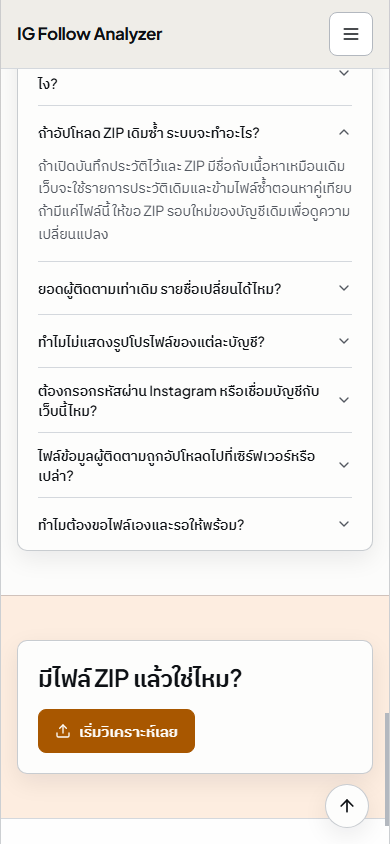 IG Follow Analyzer
ไง?
ถ้าอัปโหลด ZIP เดิมซ้ำ ระบบจะทำอะไร?
ถ้าเปิดบันทึกประวัติไว้และ ZIP มีชื่อกับเนื้อหาเหมือนเดิม
เว็บจะใช้รายการประวัติเดิมและข้ามไฟล์ซ้ำตอนหาคู่เทียบ
ถ้ามีแค่ไฟล์นี้ ให้ขอ ZIP รอบใหม่ของบัญชีเดิมเพื่อดูความ
เปลี่ยนแปลง
ยอดผู้ติดตามเท่าเดิม รายชื่อเปลี่ยนได้ไหม?
ทำไมไม่แสดงรูปโปรไฟล์ของแต่ละบัญชี?
ต้องกรอกรหัสผ่าน Instagram หรือเชื่อมบัญชีกับ
เว็บนี้ไหม?
ไฟล์ข้อมูลผู้ติดตามถูกอัปโหลดไปที่เซิร์ฟเวอร์หรือ
เปล่า?
ทำไมต้องขอไฟล์เองและรอให้พร้อม?
มีไฟล์ ZIP แล้วใช่ไหม?
เริ่มวิเคราะห์เลย